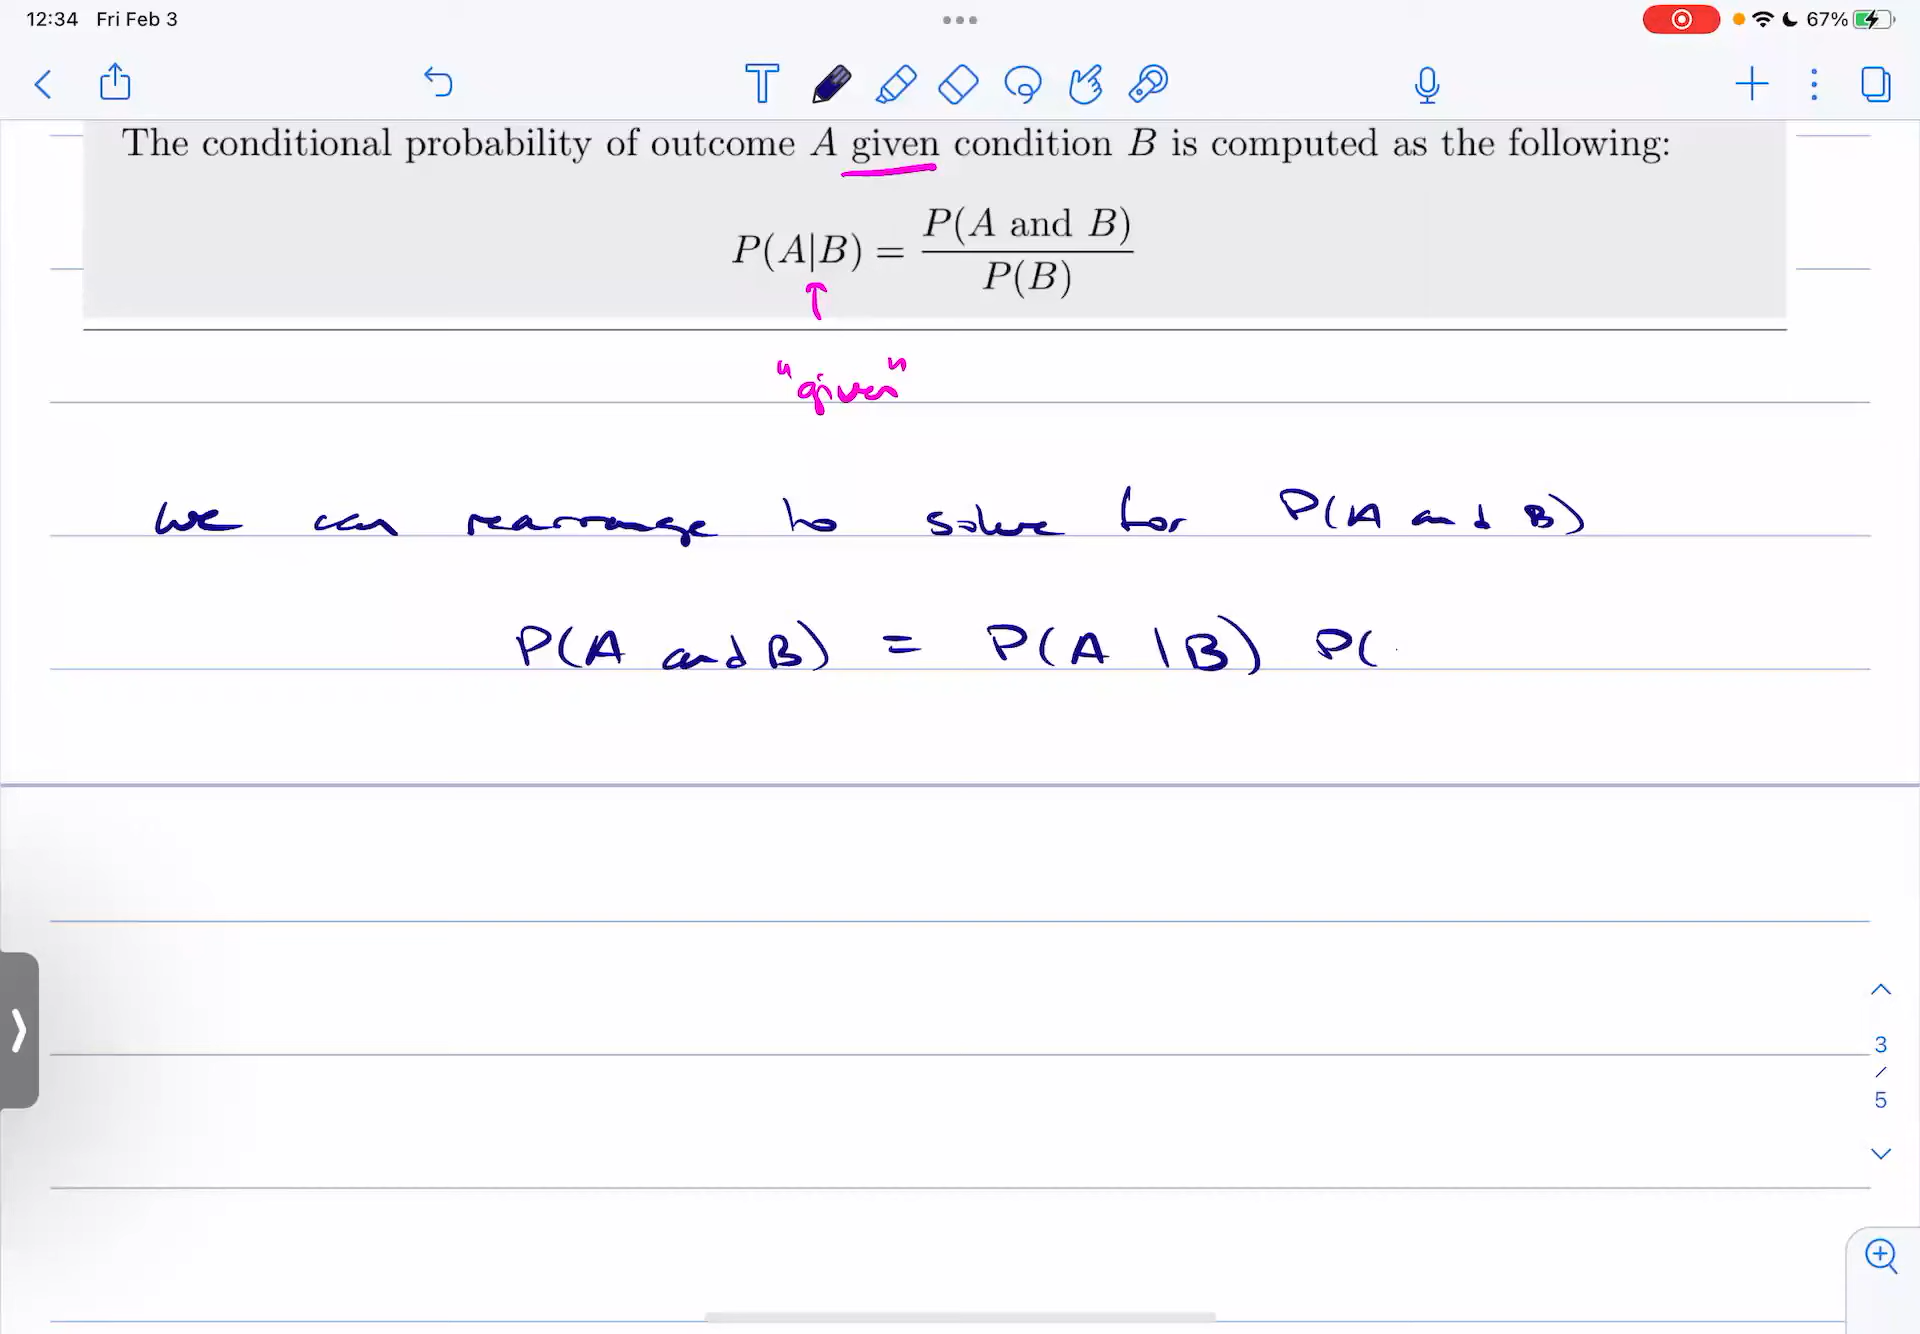 12:34 Fri Feb 3 67%
The conditional probability of outcome A given condition B is computed as the following:
P(A|B) = P(A and B) / P(B)
"given"
we can rearrange to solve for P(A and B)
P(A and B) = P(A | B) P(
3
/
5